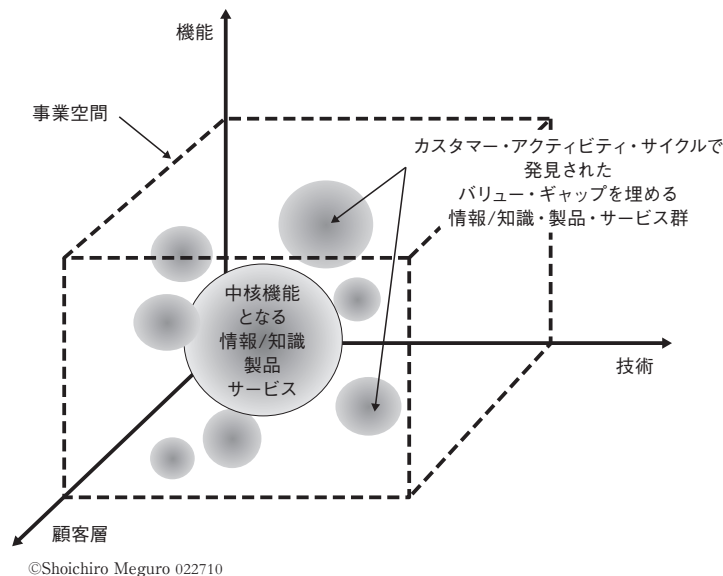 機能
事業空間
カスタマー・アクティビティ・サイクルで
発見された
バリュー・ギャップを埋める
情報/知識・製品・サービス群
中核機能
となる
情報/知識
製品
サービス
技術
顧客層
©Shoichiro Meguro 022710